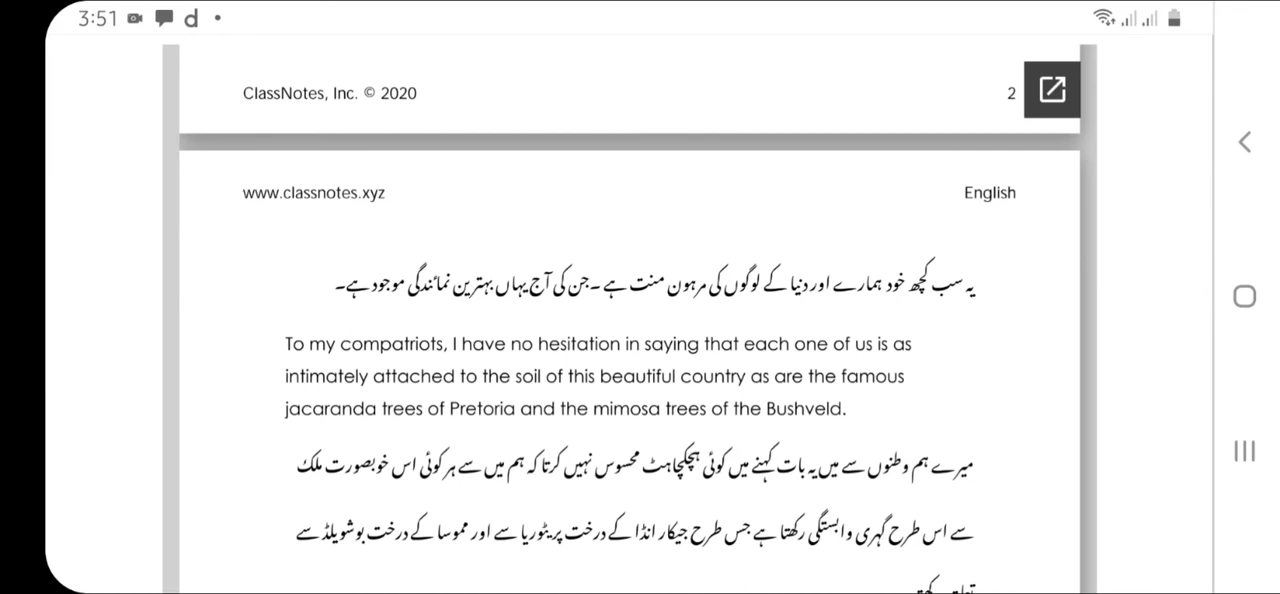 3:51
ClassNotes, Inc. © 2020
2
www.classnotes.xyz
English
یہ سب کچھ خود ہمارے اور دنیا کے لوگوں کی مرہون منت ہے ۔ جن کی آج یہاں بہترین نمائندگی موجود ہے۔
To my compatriots, I have no hesitation in saying that each one of us is as
intimately attached to the soil of this beautiful country as are the famous
jacaranda trees of Pretoria and the mimosa trees of the Bushveld.
میرے ہم وطنوں سے میں یہ بات کہنے میں کوئی ہچکچاہٹ محسوس نہیں کرتا کہ ہم میں سے ہر کوئی اس خوبصورت ملک
سے اس طرح گہری وابستگی رکھتا ہے جس طرح جیکار انڈا کے درخت پریٹوریا سے اور مموسا کے درخت بوشویلڈ سے